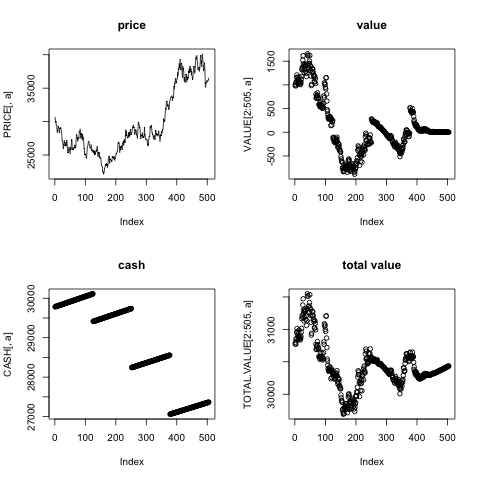 price
PRICE[, a]
35000
25000
0 100 200 300 400 500
Index
value
VALUE[2:505, a]
1500
500
0
-500
0 100 200 300 400 500
Index
cash
CASH[, a]
30000
29000
28000
27000
0 100 200 300 400 500
Index
total value
TOTAL.VALUE[2:505, a]
31000
30000
0 100 200 300 400 500
Index